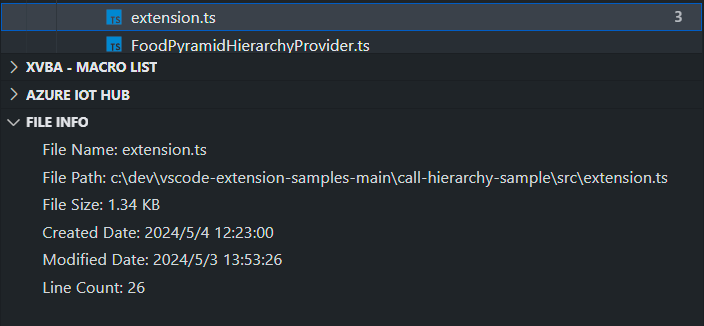 TS extension.ts 3
TS FoodPyramidHierarchyProvider.ts
XVBA - MACRO LIST
AZURE IOT HUB
FILE INFO
File Name: extension.ts
File Path: c:\dev\vscode-extension-samples-main\call-hierarchy-sample\src\extension.ts
File Size: 1.34 KB
Created Date: 2024/5/4 12:23:00
Modified Date: 2024/5/3 13:53:26
Line Count: 26